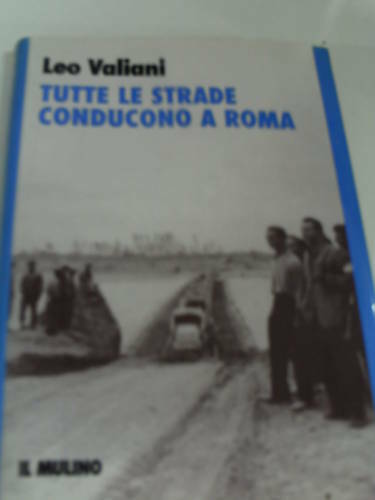 Leo Valiani
TUTTE LE STRADE
CONDUCONO A ROMA
IL MULINO